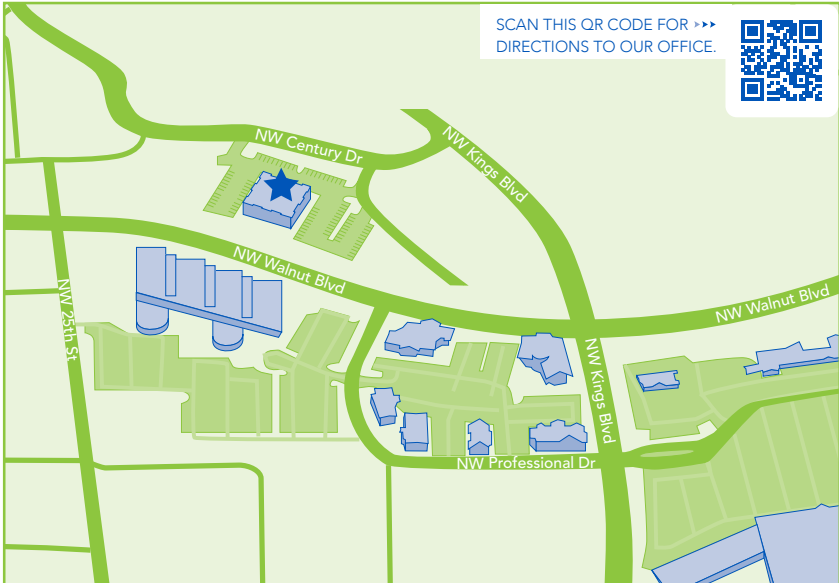 SCAN THIS QR CODE FOR
DIRECTIONS TO OUR OFFICE.
NW Century Dr
NW Kings Blvd
NW Walnut Blvd
NW Walnut Blvd
NW 25th St
NW Kings Blvd
NW Professional Dr